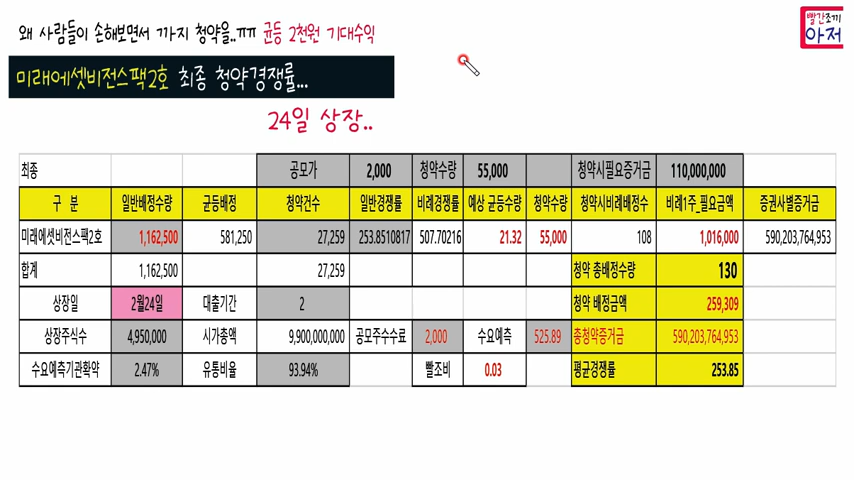 왜 사람들이 손해보면서 까지 청약을..ㅠㅠ 균등 2천원 기대수익
빨간조끼
아저
미래에셋비전스팩2호 최종 청약경쟁률...
24일 상장..
최종 공모가 2,000 청약수량 55,000 청약시필요증거금 110,000,000
구 분 일반배정수량 균등배정 청약건수 일반경쟁률 비례경쟁률 예상 균등수량 청약수량 청약시비례배정수 비례1주_필요금액 증권사별증거금
미래에셋비전스팩2호 1,162,500 581,250 27,259 253.8510817 507.70216 21.32 55,000 108 1,016,000 590,203,764,953
합계 1,162,500 27,259 청약 총배정수량 130
상장일 2월24일 대출기간 2 청약 배정금액 259,309
상장주식수 4,950,000 시가총액 9,900,000,000 공모주수수료 2,000 수요예측 525.89 총청약증거금 590,203,764,953
수요예측기관확약 2.47% 유통비율 93.94% 빨조비 0.03 평균경쟁률 253.85